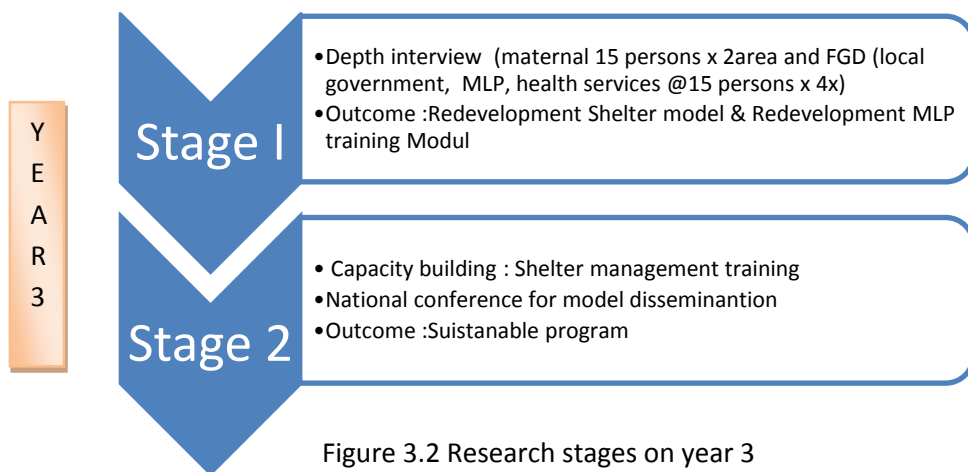 Y
E
A
R
3
Stage I
•Depth interview (maternal 15 persons x 2area and FGD (local
government, MLP, health services @15 persons x 4x)
•Outcome :Redevelopment Shelter model & Redevelopment MLP
training Modul
Stage 2
• Capacity building : Shelter management training
•National conference for model disseminantion
•Outcome :Suistanable program
Figure 3.2 Research stages on year 3